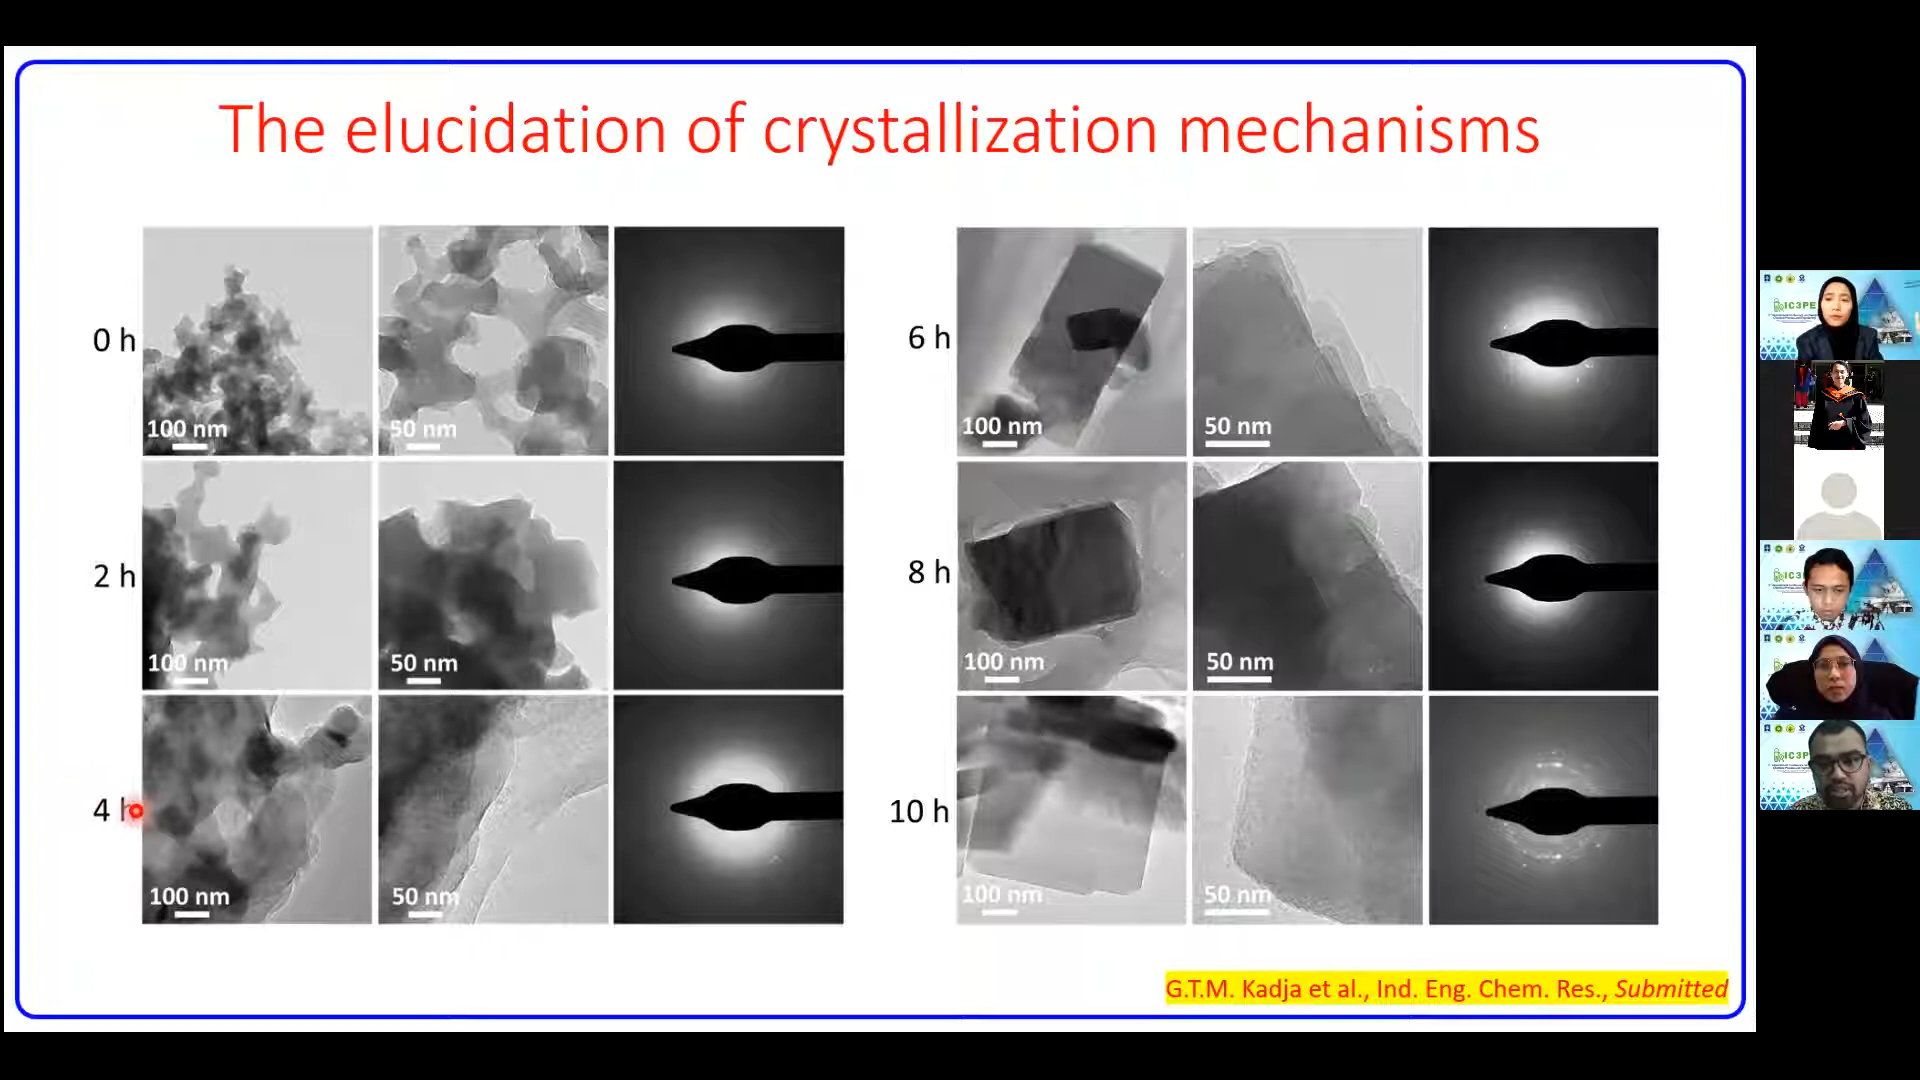 The elucidation of crystallization mechanisms
0 h
100 nm
50 nm
6 h
100 nm
50 nm
2 h
100 nm
50 nm
8 h
100 nm
50 nm
4 h
100 nm
50 nm
10 h
100 nm
50 nm
G.T.M. Kadja et al., Ind. Eng. Chem. Res., Submitted
IC3PE